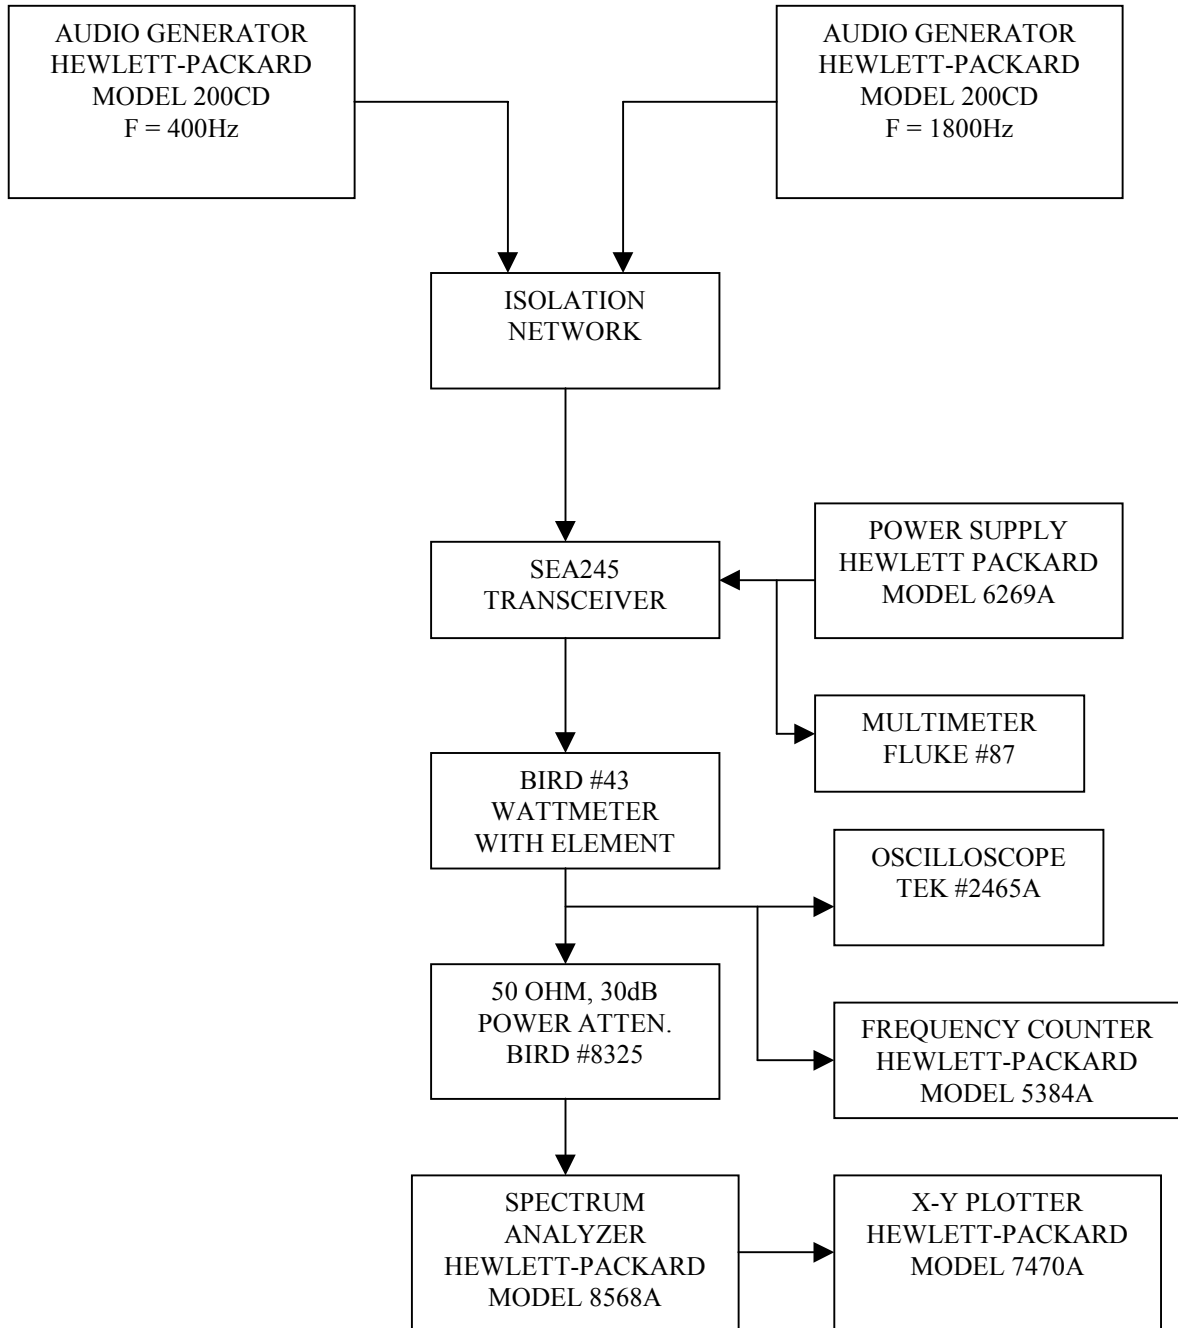 AUDIO GENERATOR
HEWLETT-PACKARD
MODEL 200CD
F = 400Hz
AUDIO GENERATOR
HEWLETT-PACKARD
MODEL 200CD
F = 1800Hz
ISOLATION
NETWORK
SEA245
TRANSCEIVER
POWER SUPPLY
HEWLETT PACKARD
MODEL 6269A
MULTIMETER
FLUKE #87
BIRD #43
WATTMETER
WITH ELEMENT
OSCILLOSCOPE
TEK #2465A
50 OHM, 30dB
POWER ATTEN.
BIRD #8325
FREQUENCY COUNTER
HEWLETT-PACKARD
MODEL 5384A
SPECTRUM
ANALYZER
HEWLETT-PACKARD
MODEL 8568A
X-Y PLOTTER
HEWLETT-PACKARD
MODEL 7470A